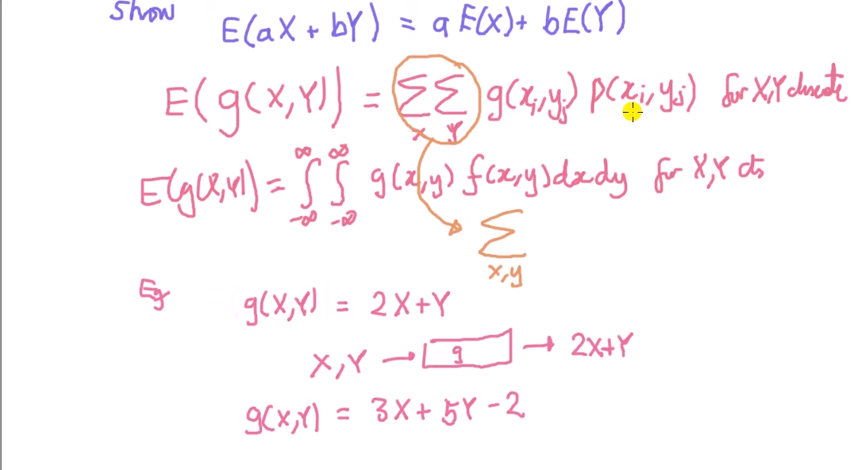 Show
E(aX + bY) = a E(X) + bE(Y)
E(g(X,Y)) = ∑∑ g(xi,yj) p(xi,yj) for X,Y discrete
X Y
E(g(X,Y)) = ∫∫ g(x,y) f(x,y) dxdy for X,Y cts
∞ ∞
-∞ -∞
∑
x,y
Eg g(X,Y) = 2X+Y
X,Y → g → 2X+Y
g(X,Y) = 3X + 5Y - 2